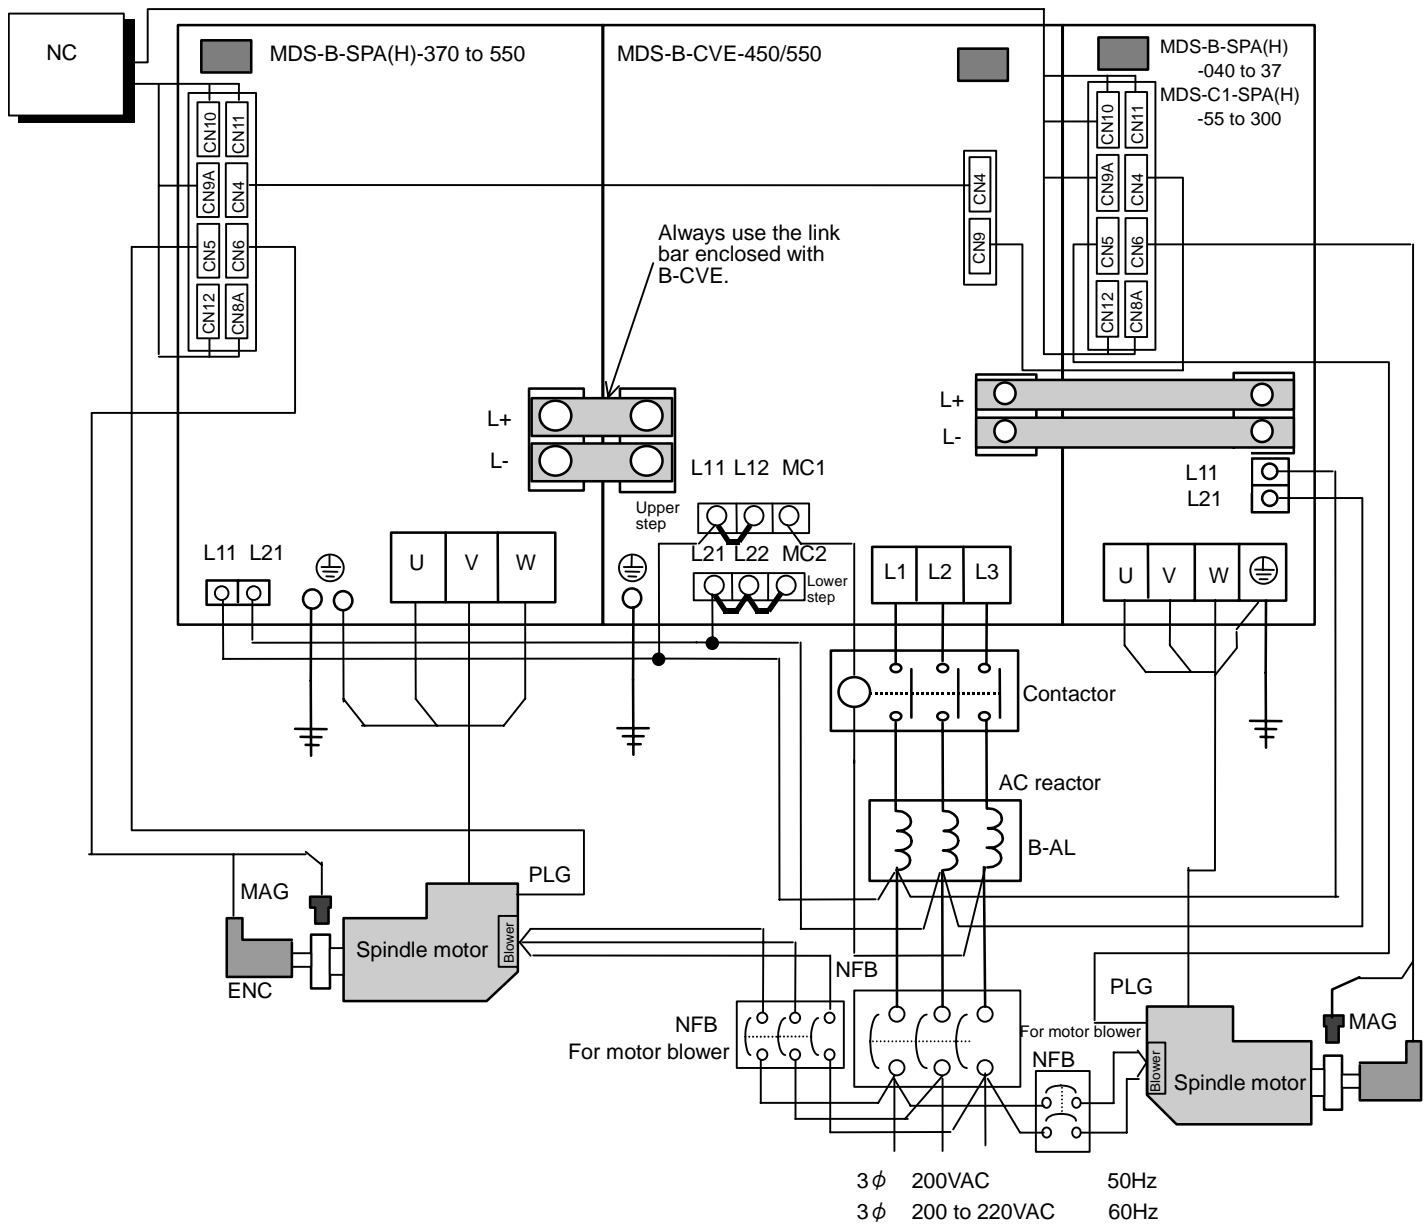 NC
MDS-B-SPA(H)-370 to 550
MDS-B-CVE-450/550
MDS-B-SPA(H)
-040 to 37
MDS-C1-SPA(H)
-55 to 300
CN10
CN11
CN9A
CN4
CN5
CN6
CN12
CN8A
CN4
CN9
CN10
CN11
CN9A
CN4
CN5
CN6
CN12
CN8A
Always use the link
bar enclosed with
B-CVE.
L+
L-
L+
L-
L11 L12 MC1
Upper
step
L21 L22 MC2
Lower
step
L11
L21
L11 L21
U V W
L1 L2 L3
U V W
Contactor
AC reactor
B-AL
MAG
PLG
Spindle motor
Blower
ENC
NFB
NFB
For motor blower
For motor blower
NFB
PLG
MAG
Blower
Spindle motor
3ϕ 200VAC 50Hz
3ϕ 200 to 220VAC 60Hz